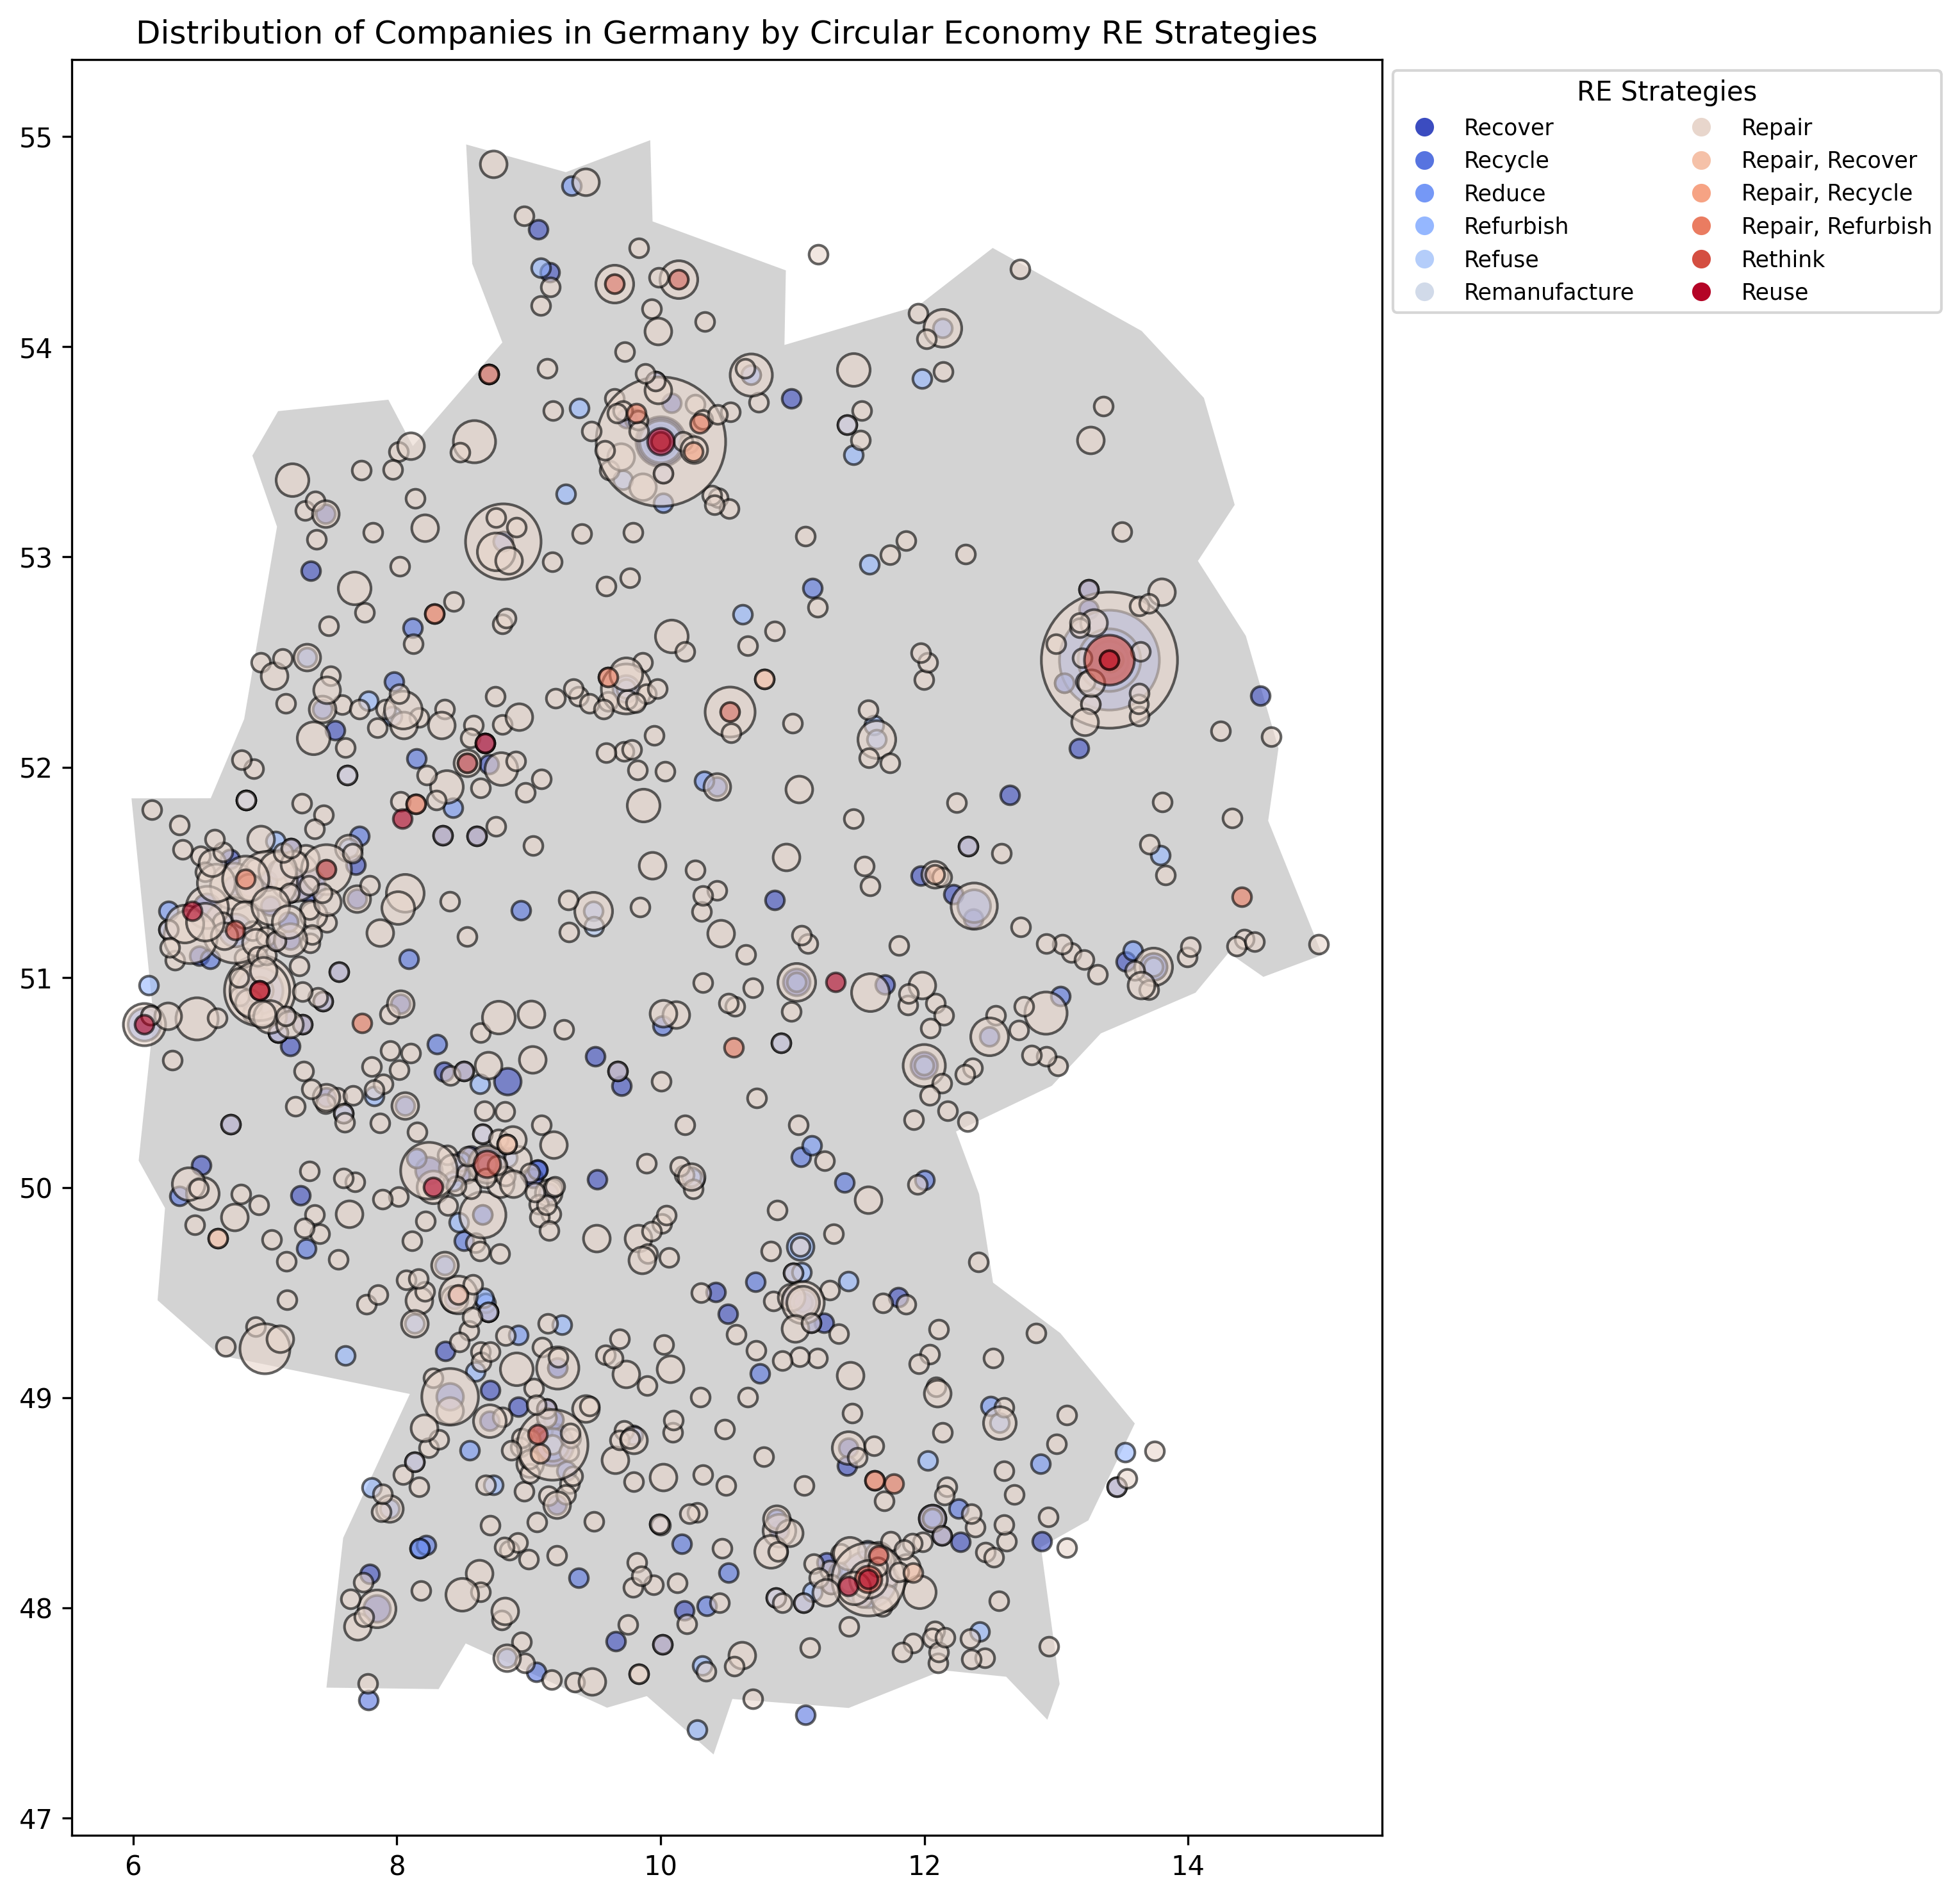 Distribution of Companies in Germany by Circular Economy RE Strategies
RE Strategies
Recover
Recycle
Reduce
Refurbish
Refuse
Remanufacture
Repair
Repair, Recover
Repair, Recycle
Repair, Refurbish
Rethink
Reuse
55
54
53
52
51
50
49
48
47
6
8
10
12
14